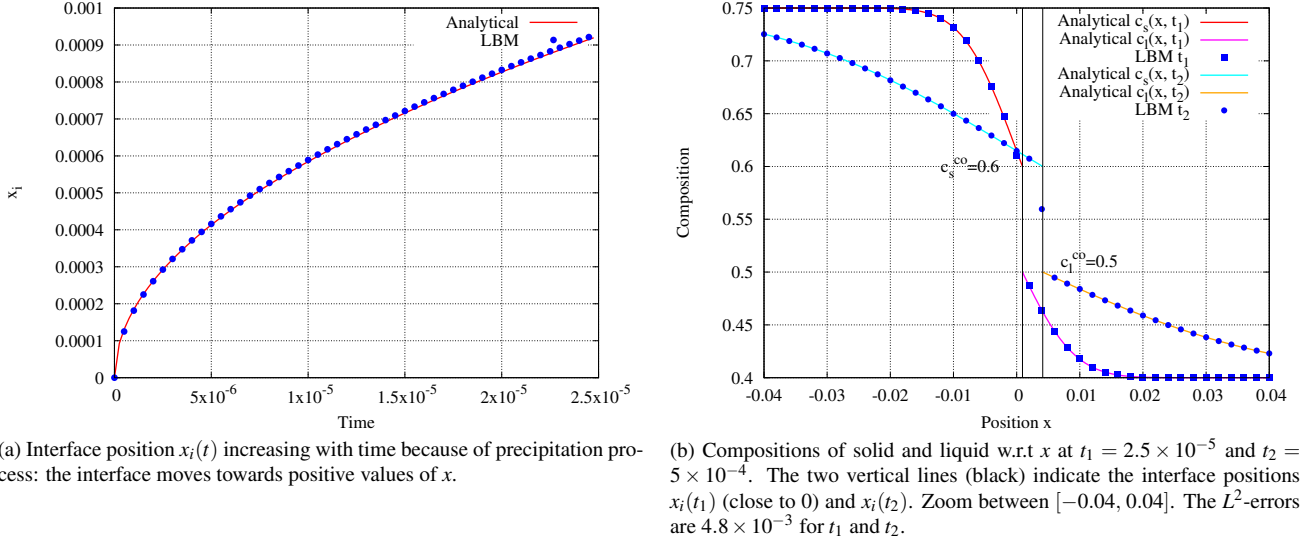 0.001
0.0009
0.0008
0.0007
0.0006
0.0005
0.0004
0.0003
0.0002
0.0001
0
x_i
Analytical
LBM
0
5x10^-6
1x10^-5
1.5x10^-5
2x10^-5
2.5x10^-5
Time
(a) Interface position x_i(t) increasing with time because of precipitation pro-
cess: the interface moves towards positive values of x.
0.75
0.7
0.65
0.6
0.55
0.5
0.45
0.4
Composition
Analytical c_s(x, t_1)
Analytical c_l(x, t_1)
LBM t_1
Analytical c_s(x, t_2)
Analytical c_l(x, t_2)
LBM t_2
c_s^co=0.6
c_l^co=0.5
-0.04
-0.03
-0.02
-0.01
0
0.01
0.02
0.03
0.04
Position x
(b) Compositions of solid and liquid w.r.t x at t_1 = 2.5 × 10^−5 and t_2 =
5 × 10^−4. The two vertical lines (black) indicate the interface positions
x_i(t_1) (close to 0) and x_i(t_2). Zoom between [−0.04, 0.04]. The L^2-errors
are 4.8 × 10^−3 for t_1 and t_2.